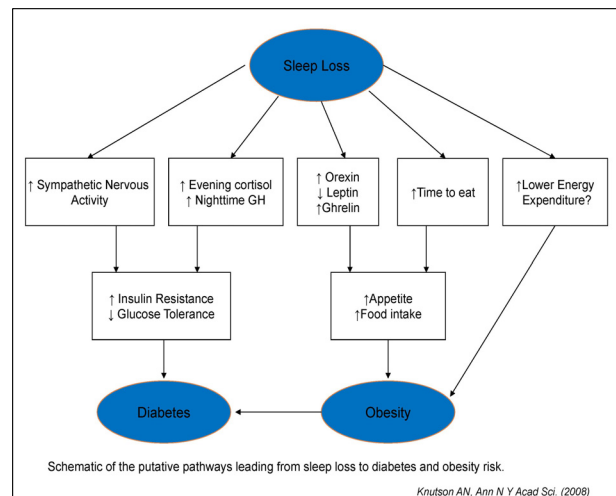 Sleep Loss
↑ Sympathetic Nervous
Activity
↑ Evening cortisol
↑ Nighttime GH
↑ Orexin
↓ Leptin
↑Ghrelin
↑Time to eat
↑Lower Energy
Expenditure?
↑ Insulin Resistance
↓ Glucose Tolerance
↑Appetite
↑Food intake
Diabetes
Obesity
Schematic of the putative pathways leading from sleep loss to diabetes and obesity risk.
Knutson AN, Ann N Y Acad Sci. (2008)